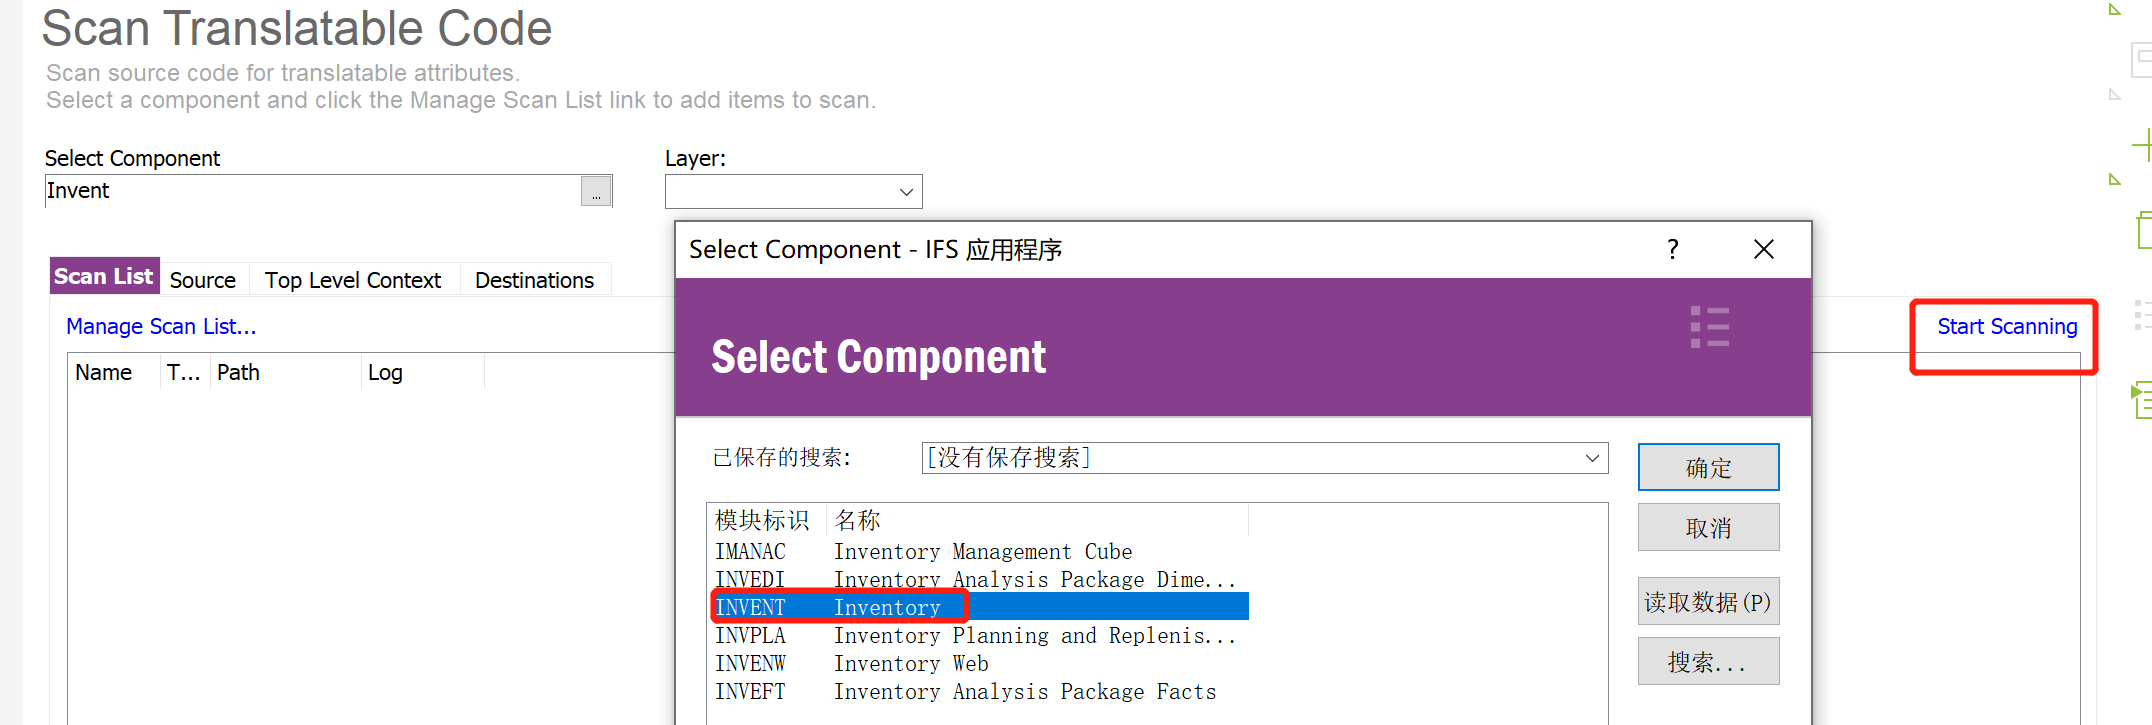 Scan Translatable Code
Scan source code for translatable attributes.
Select a component and click the Manage Scan List link to add items to scan.
Select Component
Layer:
Invent
...
Select Component - IFS 应用程序
?
Scan List
Source
Top Level Context
Destinations
Manage Scan List...
Start Scanning
Name
T...
Path
Log
Select Component
已保存的搜索:
[没有保存搜索]
确定
取消
读取数据(P)
搜索...
模块标识 名称
IMANAC Inventory Management Cube
INVEDI Inventory Analysis Package Dime...
INVENT Inventory
INVPLA Inventory Planning and Replenis...
INVENW Inventory Web
INVEFT Inventory Analysis Package Facts